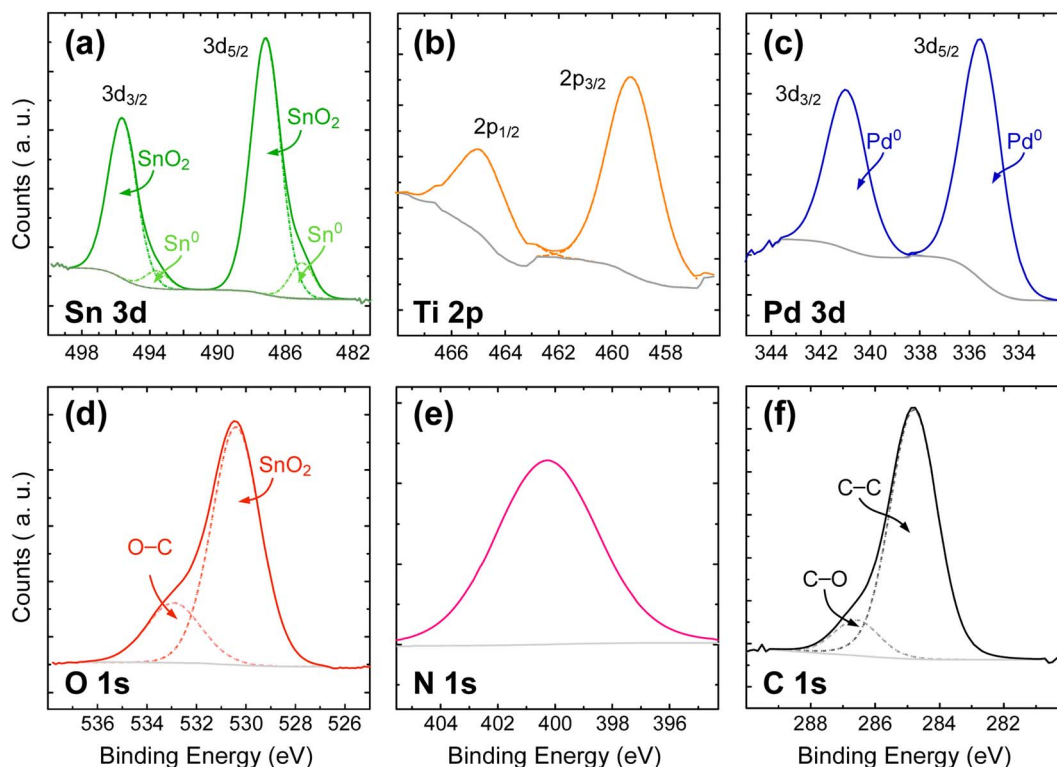 (a)
3d5/2
3d3/2
SnO2
SnO2
Sn0
Sn0
Sn 3d
Counts ( a. u. )
498 494 490 486 482
(b)
2p3/2
2p1/2
Ti 2p
466 464 462 460 458
(c)
3d5/2
3d3/2
Pd0
Pd0
Pd 3d
344 342 340 338 336 334
(d)
SnO2
O–C
O 1s
Counts ( a. u. )
536 534 532 530 528 526
Binding Energy (eV)
(e)
N 1s
404 402 400 398 396
Binding Energy (eV)
(f)
C–C
C–O
C 1s
288 286 284 282
Binding Energy (eV)